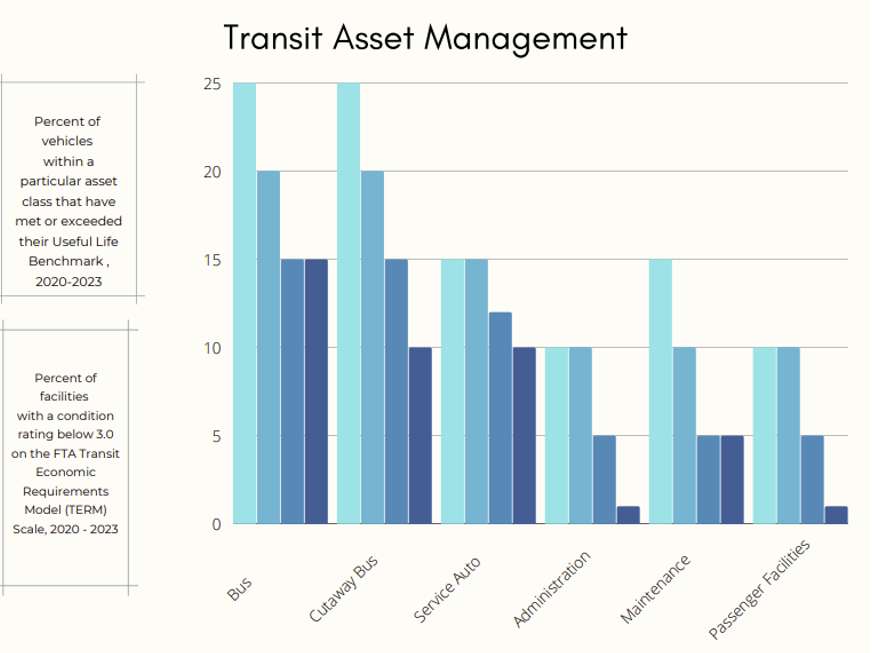 Transit Asset Management
Percent of
vehicles
within a
particular asset
class that have
met or exceeded
their Useful Life
Benchmark ,
2020-2023
Percent of
facilities
with a condition
rating below 3.0
on the FTA Transit
Economic
Requirements
Model (TERM)
Scale, 2020 - 2023
25
20
15
10
5
0
Bus
Cutaway Bus
Service Auto
Administration
Maintenance
Passenger Facilities